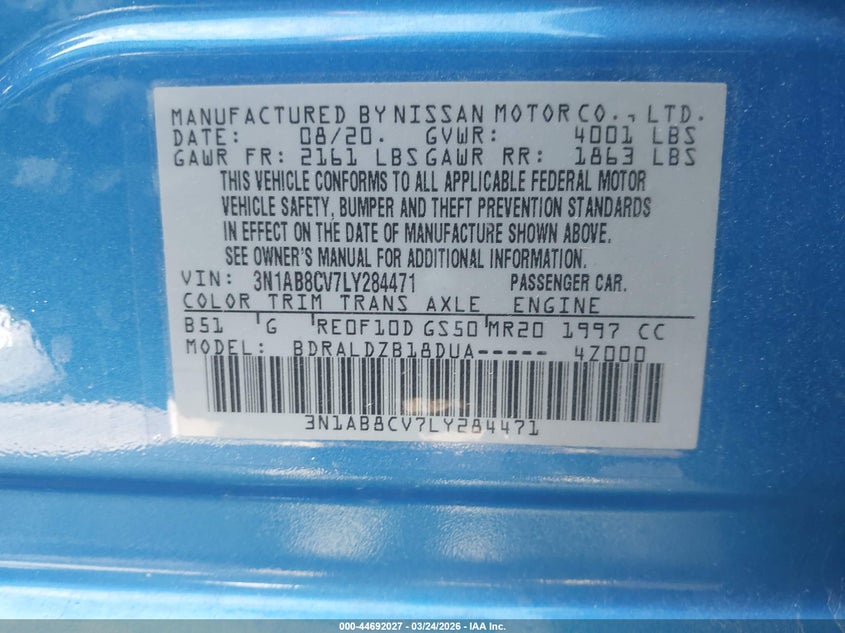 MANUFACTURED BY NISSAN MOTOR CO., LTD.
DATE: 08/20. GVWR: 4001 LBS
GAWR FR: 2161 LBS GAWR RR: 1863 LBS
THIS VEHICLE CONFORMS TO ALL APPLICABLE FEDERAL MOTOR
VEHICLE SAFETY, BUMPER AND THEFT PREVENTION STANDARDS
IN EFFECT ON THE DATE OF MANUFACTURE SHOWN ABOVE.
SEE OWNER'S MANUAL FOR ADDITIONAL INFORMATION.
VIN: 3N1AB8CV7LY284471 PASSENGER CAR.
COLOR TRIM TRANS AXLE ENGINE
B51 G RE0F10D GS50 MR20 1997 CC
MODEL: BDRALDZB18DUA----- 4Z000
3N1AB8CV7LY284471
000-44692027 - 03/24/2026 - IAA Inc.